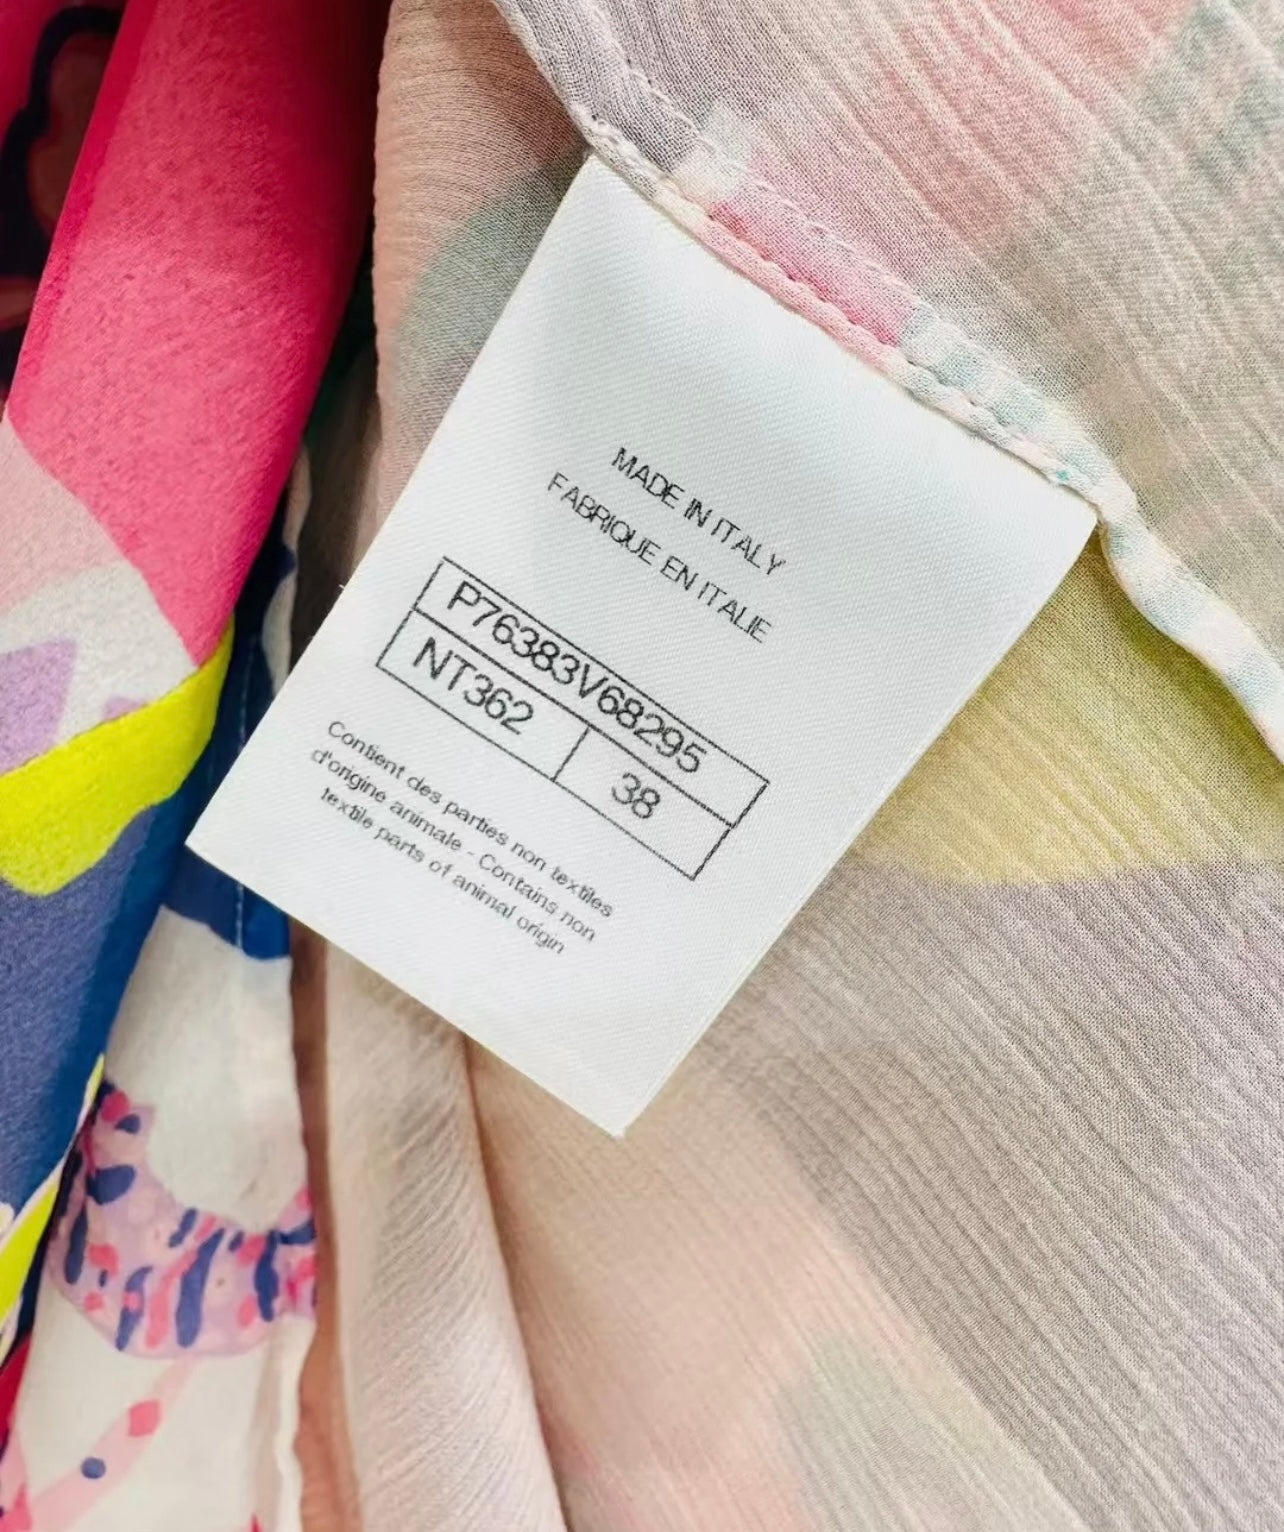 MADE IN ITALY
FABRIQUE EN ITALIE
P76383V68295
NT362 38
Contient des parties non textiles
d'origine animale - Contains non
textile parts of animal origin